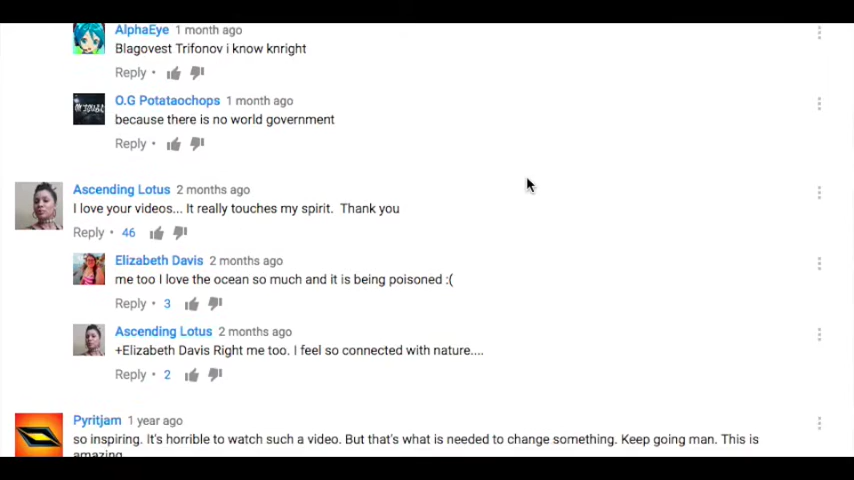 AlphaEye 1 month ago
Blagovest Trifonov i know knright
Reply •
O.G Potataochops 1 month ago
because there is no world government
Reply •
Ascending Lotus 2 months ago
I love your videos... It really touches my spirit. Thank you
Reply • 46
Elizabeth Davis 2 months ago
me too I love the ocean so much and it is being poisoned :(
Reply • 3
Ascending Lotus 2 months ago
+Elizabeth Davis Right me too. I feel so connected with nature....
Reply • 2
Pyritjam 1 year ago
so inspiring. It's horrible to watch such a video. But that's what is needed to change something. Keep going man. This is
amazing